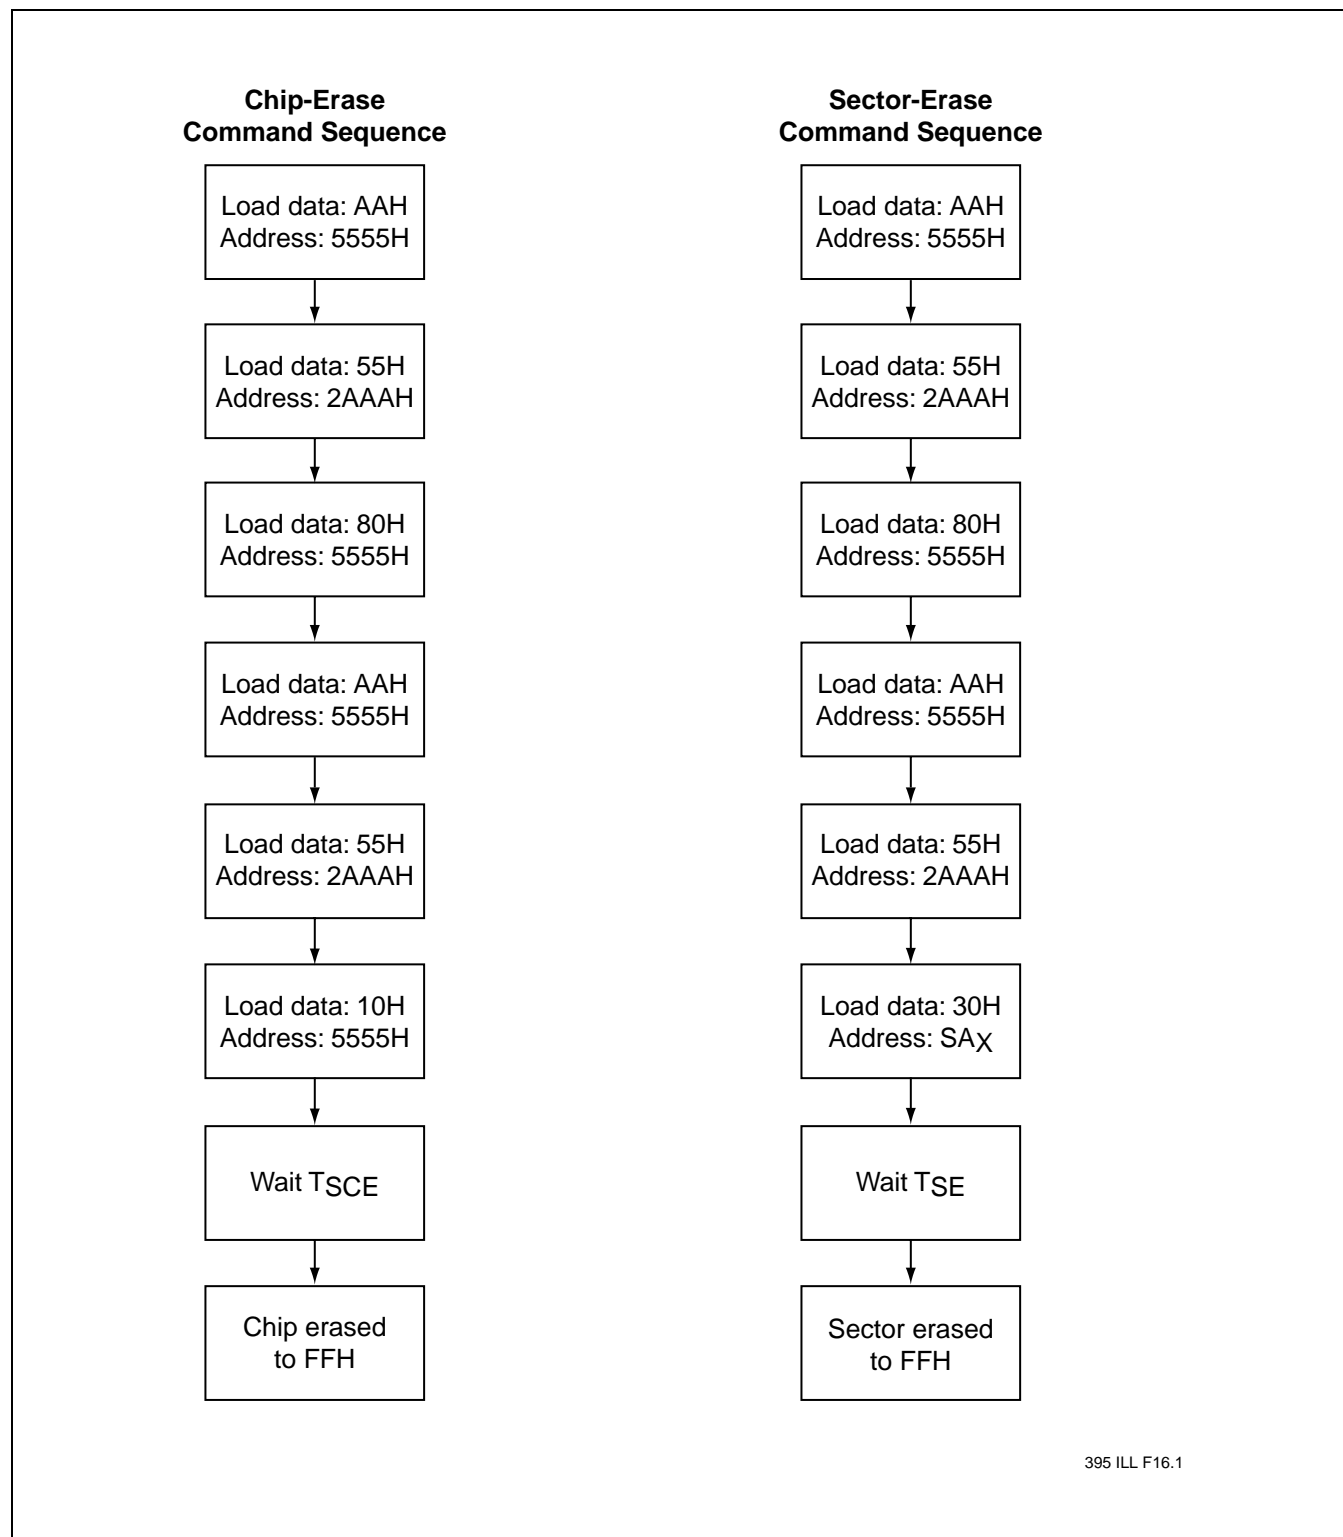 Chip-Erase
Command Sequence
Load data: AAH
Address: 5555H
Load data: 55H
Address: 2AAAH
Load data: 80H
Address: 5555H
Load data: AAH
Address: 5555H
Load data: 55H
Address: 2AAAH
Load data: 10H
Address: 5555H
Wait TSCE
Chip erased
to FFH
Sector-Erase
Command Sequence
Load data: AAH
Address: 5555H
Load data: 55H
Address: 2AAAH
Load data: 80H
Address: 5555H
Load data: AAH
Address: 5555H
Load data: 55H
Address: 2AAAH
Load data: 30H
Address: SAX
Wait TSE
Sector erased
to FFH
395 ILL F16.1